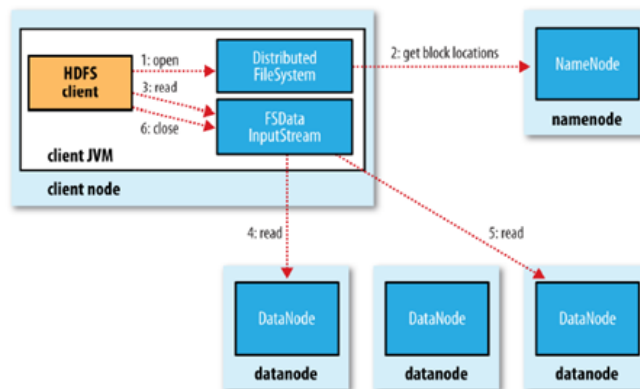 HDFS
client
1: open
3: read
6: close
Distributed
FileSystem
FSData
InputStream
2: get block locations
NameNode
namenode
client JVM
client node
4: read
5: read
DataNode
datanode
DataNode
datanode
DataNode
datanode